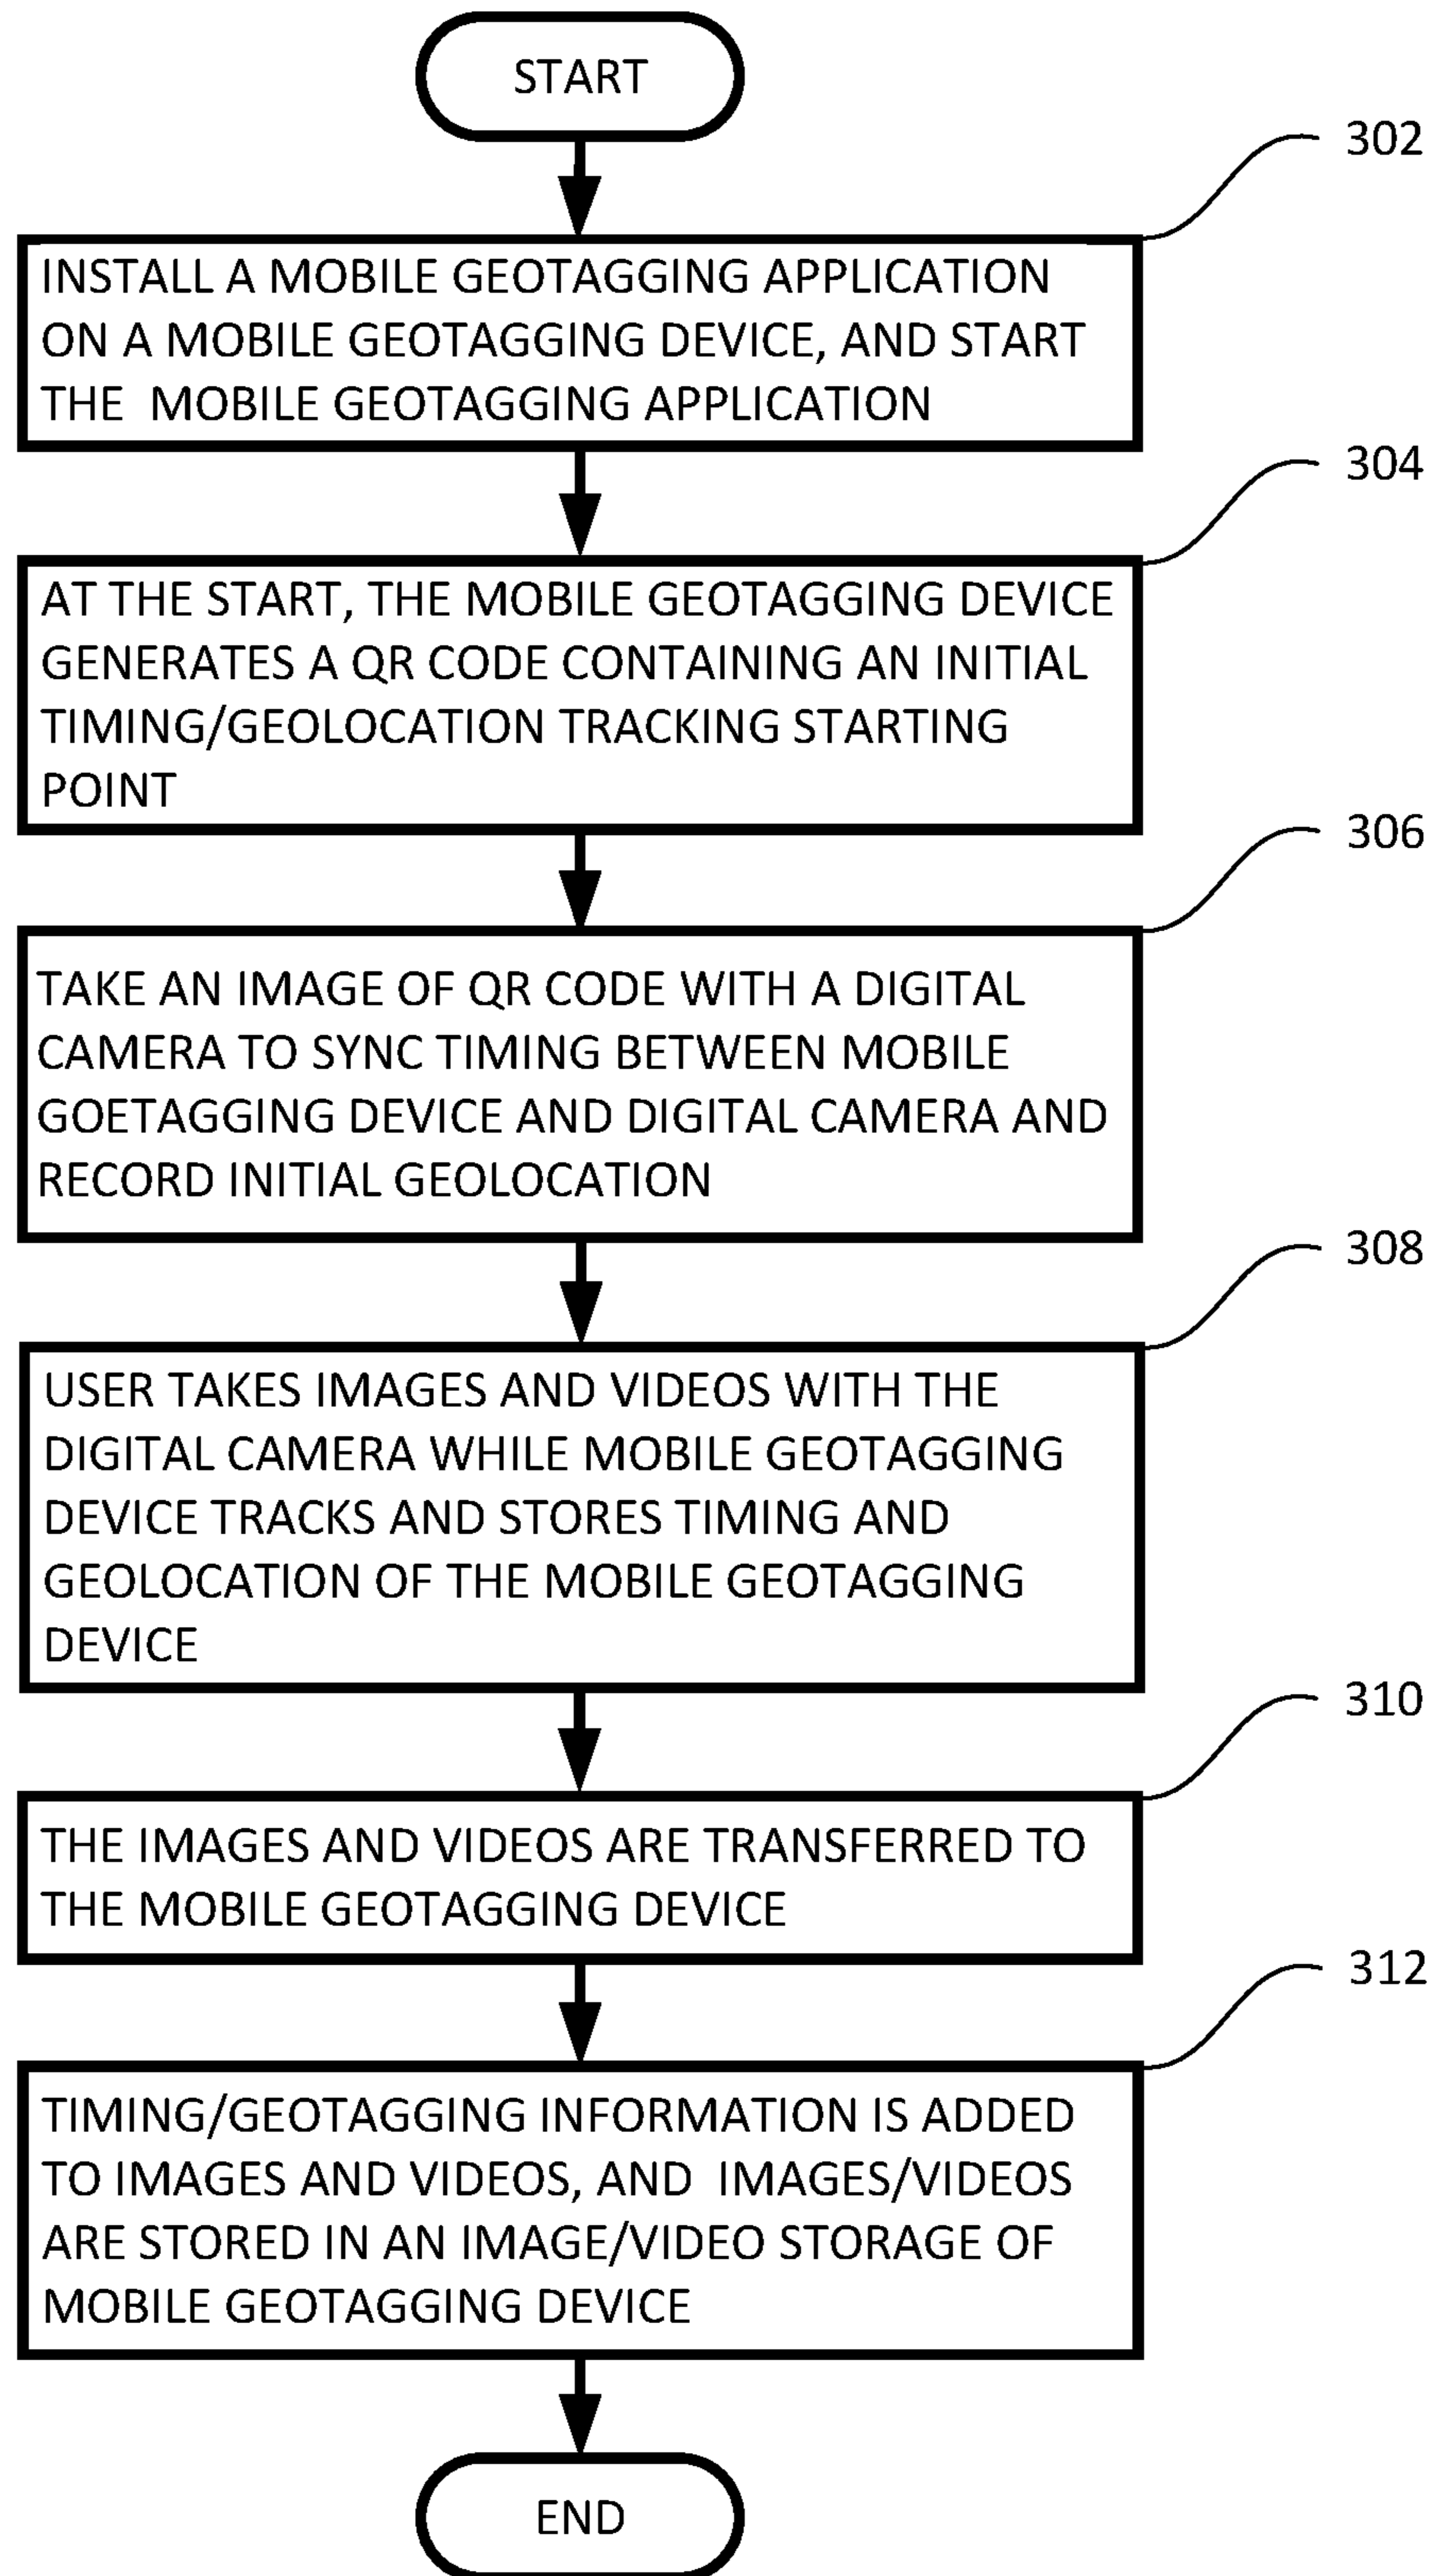 START
302
INSTALL A MOBILE GEOTAGGING APPLICATION
ON A MOBILE GEOTAGGING DEVICE, AND START
THE  MOBILE GEOTAGGING APPLICATION
304
AT THE START, THE MOBILE GEOTAGGING DEVICE
GENERATES A QR CODE CONTAINING AN INITIAL
TIMING/GEOLOCATION TRACKING STARTING
POINT
306
TAKE AN IMAGE OF QR CODE WITH A DIGITAL
CAMERA TO SYNC TIMING BETWEEN MOBILE
GOETAGGING DEVICE AND DIGITAL CAMERA AND
RECORD INITIAL GEOLOCATION
308
USER TAKES IMAGES AND VIDEOS WITH THE
DIGITAL CAMERA WHILE MOBILE GEOTAGGING
DEVICE TRACKS AND STORES TIMING AND
GEOLOCATION OF THE MOBILE GEOTAGGING
DEVICE
310
THE IMAGES AND VIDEOS ARE TRANSFERRED TO
THE MOBILE GEOTAGGING DEVICE
312
TIMING/GEOTAGGING INFORMATION IS ADDED
TO IMAGES AND VIDEOS, AND  IMAGES/VIDEOS
ARE STORED IN AN IMAGE/VIDEO STORAGE OF
MOBILE GEOTAGGING DEVICE
END